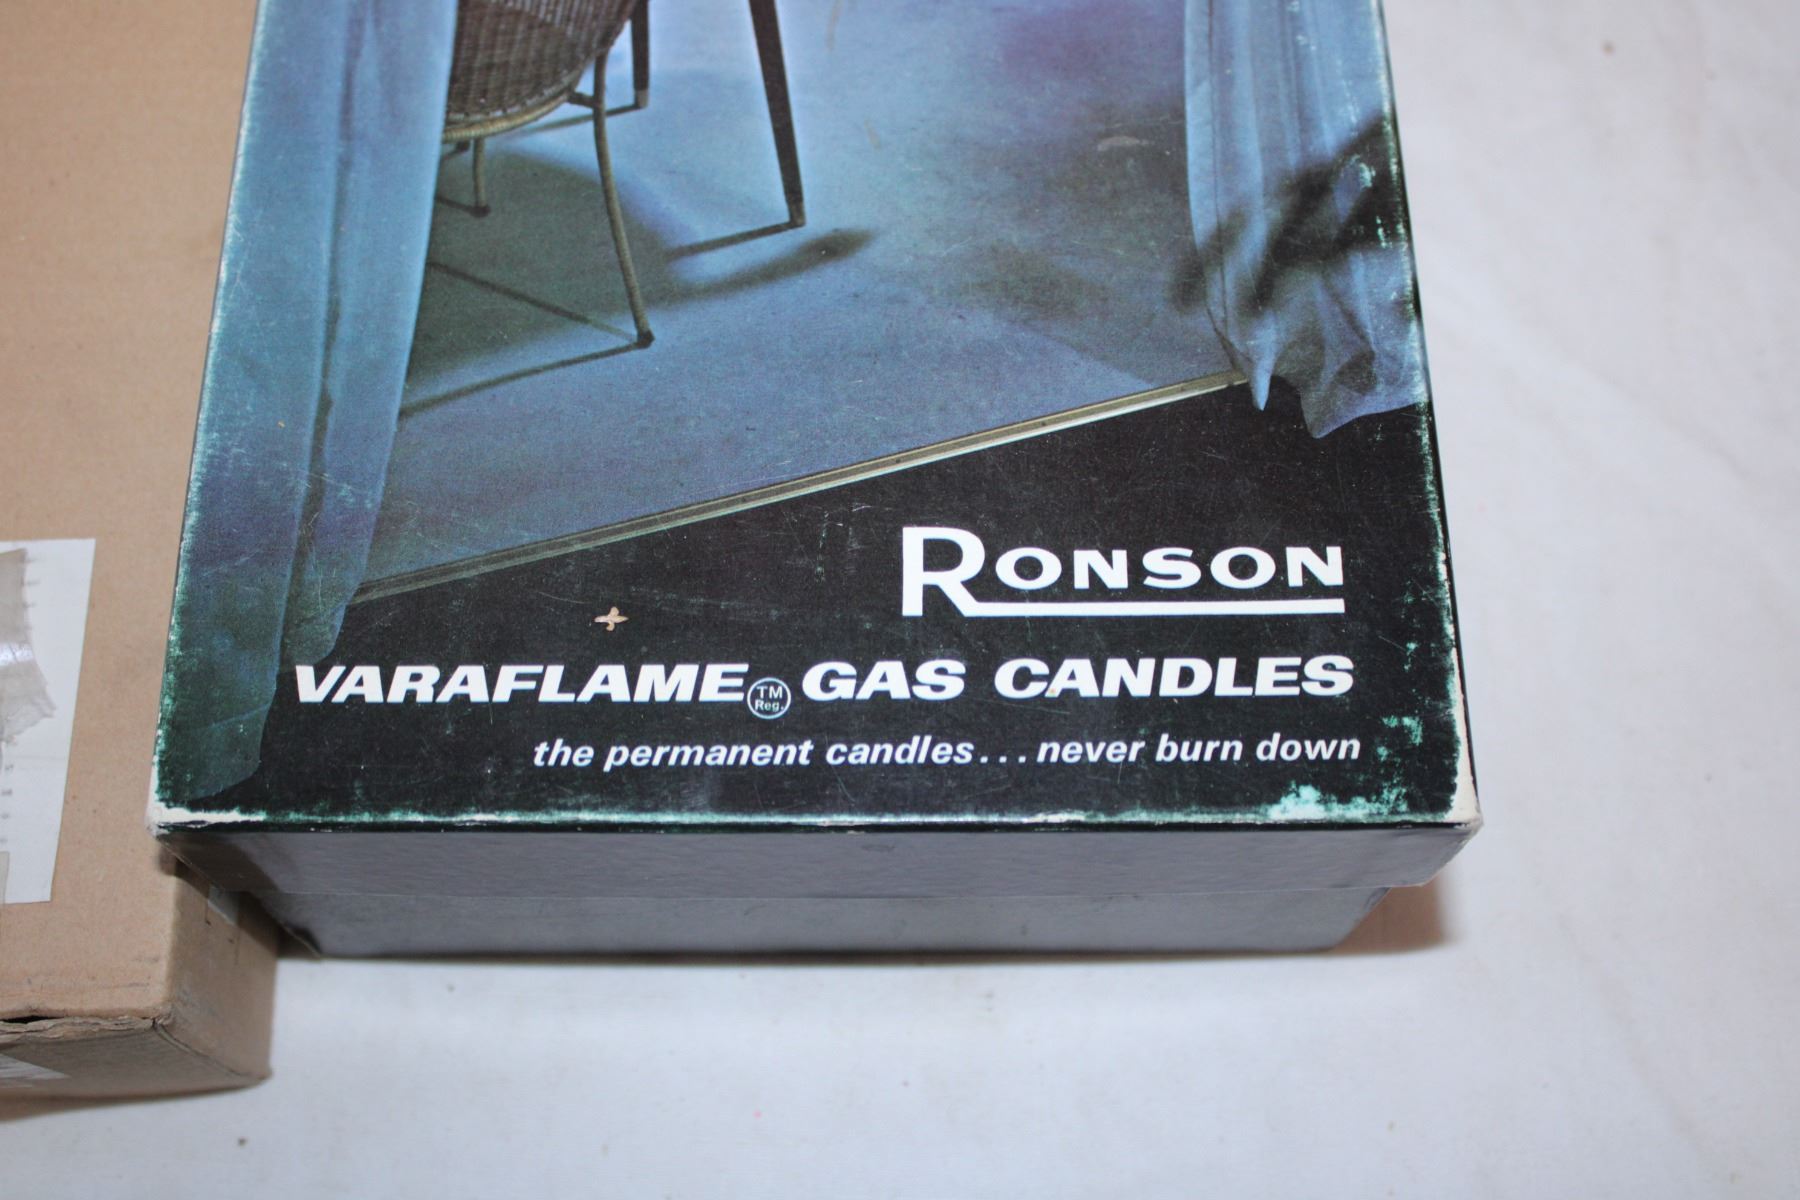 RONSON
VARAFLAME TM Reg. GAS CANDLES
the permanent candles...never burn down